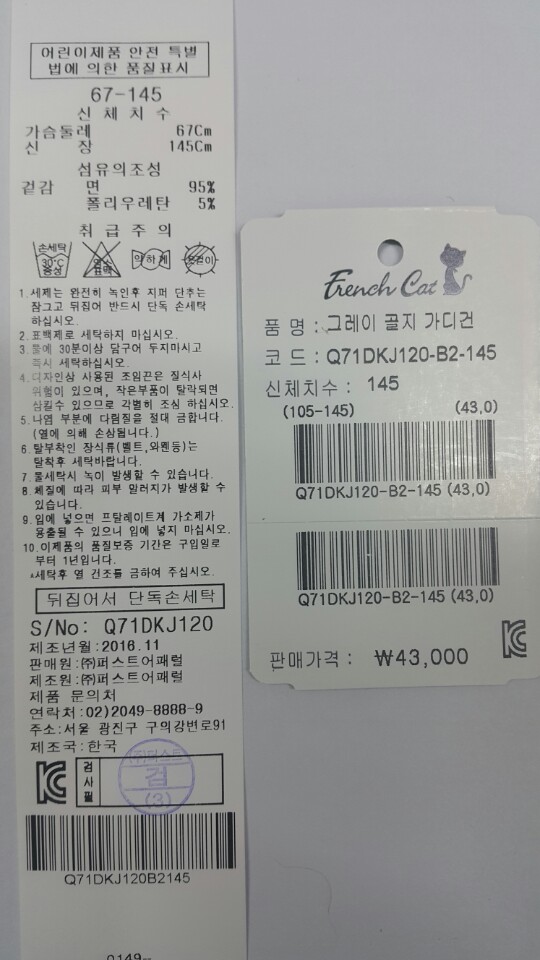 어린이제품 안전 특별
법에 의한 품질표시
67-145
신 체 치 수
가슴둘레 67Cm
신 장 145Cm
섬유의조성
겉감 면 95%
폴리우레탄 5%
취 급 주 의
손세탁
30℃
중성
염소
표백
약하게
옷걸이
1.세제는 완전히 녹인후 지퍼 단추는
잠그고 뒤집어 반드시 단독 손세탁
하십시오.
2.표백제로 세탁하지 마십시오.
3.물에 30분이상 담구어 두지마시고
즉시 세탁하십시오.
4.디자인상 사용된 조임끈은 질식사
위험이 있으며, 작은부품이 탈락되면
삼킬수 있으므로 각별히 조심 하십시오.
5.나염 부분에 다림질을 절대 금합니다.
(열에 의해 손상됩니다.)
6.탈부착인 장식류(벨트,와펜등)는
탈착후 세탁바랍니다.
7.물세탁시 녹이 발생할 수 있습니다.
8.체질에 따라 피부 알러지가 발생할 수
있습니다.
9.입에 넣으면 프탈레이트계 가소제가
용출될 수 있으니 입에 넣지 마십시오.
10.이제품의 품질보증 기간은 구입일로
부터 1년입니다.
*세탁후 열 건조를 금하여 주십시오.
뒤집어서 단독손세탁
S/No: Q71DKJ120
제조년월:2016.11
판매원:(주)퍼스트어패럴
제조원:(주)퍼스트어패럴
제품 문의처
연락처:02)2049-8888-9
주소:서울 광진구 구의강변로91
제조국:한국
검사필
(주)퍼스트
검
(3)
Q71DKJ120B2145
French Cat
품 명 : 그레이 골지 가디건
코 드 : Q71DKJ120-B2-145
신체치수 : 145
(105-145) (43,0)
Q71DKJ120-B2-145 (43,0)
Q71DKJ120-B2-145 (43,0)
판매가격 : ₩43,000